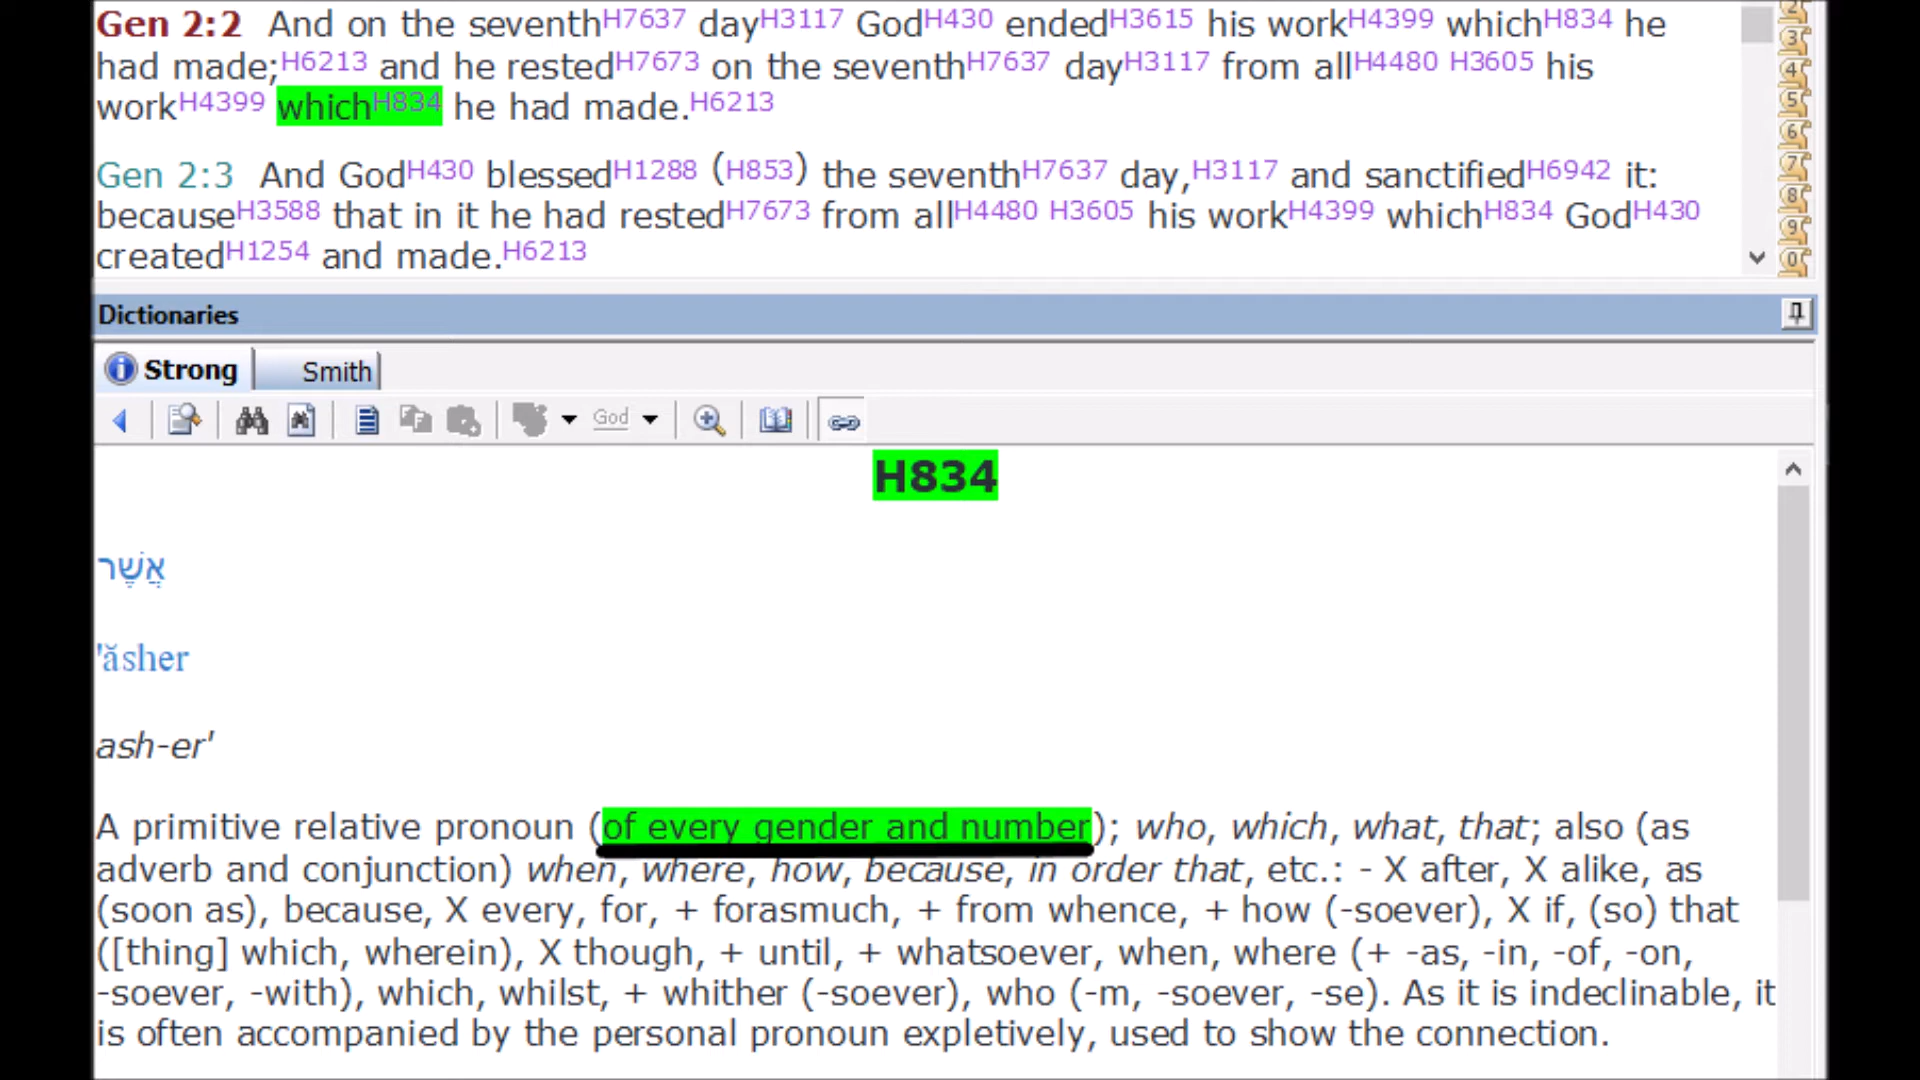 Gen 2:2 And on the seventhH7637 dayH3117 GodH430 endedH3615 his workH4399 whichH834 he
had made;H6213 and he restedH7673 on the seventhH7637 dayH3117 from allH4480 H3605 his
workH4399 whichH834 he had made.H6213
Gen 2:3 And GodH430 blessedH1288 (H853) the seventhH7637 day,H3117 and sanctifiedH6942 it:
becauseH3588 that in it he had restedH7673 from allH4480 H3605 his workH4399 whichH834 GodH430
createdH1254 and made.H6213
3
4
5
6
7
8
9
0
Dictionaries
Strong Smith
God
H834
אֲשֶׁר
'ăsher
ash-er'
A primitive relative pronoun (of every gender and number); who, which, what, that; also (as
adverb and conjunction) when, where, how, because, in order that, etc.: - X after, X alike, as
(soon as), because, X every, for, + forasmuch, + from whence, + how (-soever), X if, (so) that
([thing] which, wherein), X though, + until, + whatsoever, when, where (+ -as, -in, -of, -on,
-soever, -with), which, whilst, + whither (-soever), who (-m, -soever, -se). As it is indeclinable, it
is often accompanied by the personal pronoun expletively, used to show the connection.